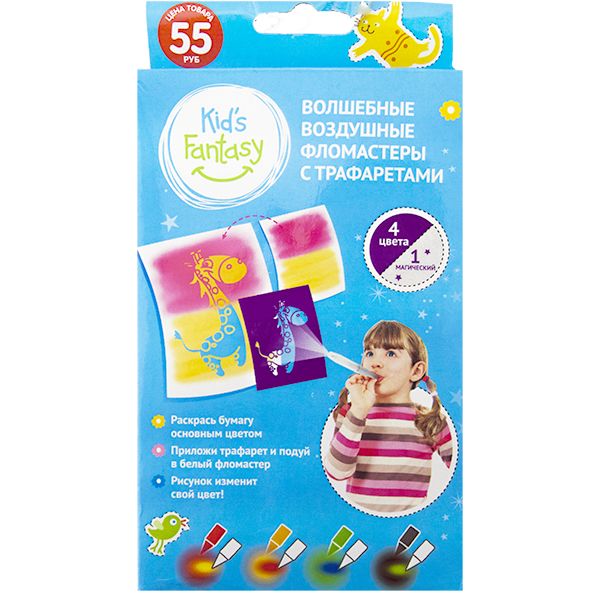 ЦЕНА ТОВАРА
55
РУБ
Kid's
Fantasy
ВОЛШЕБНЫЕ
ВОЗДУШНЫЕ
ФЛОМАСТЕРЫ
С ТРАФАРЕТАМИ
4
цвета
1
МАГИЧЕСКИЙ
Раскрась бумагу
основным цветом
Приложи трафарет и подуй
в белый фломастер
Рисунок изменит
свой цвет!